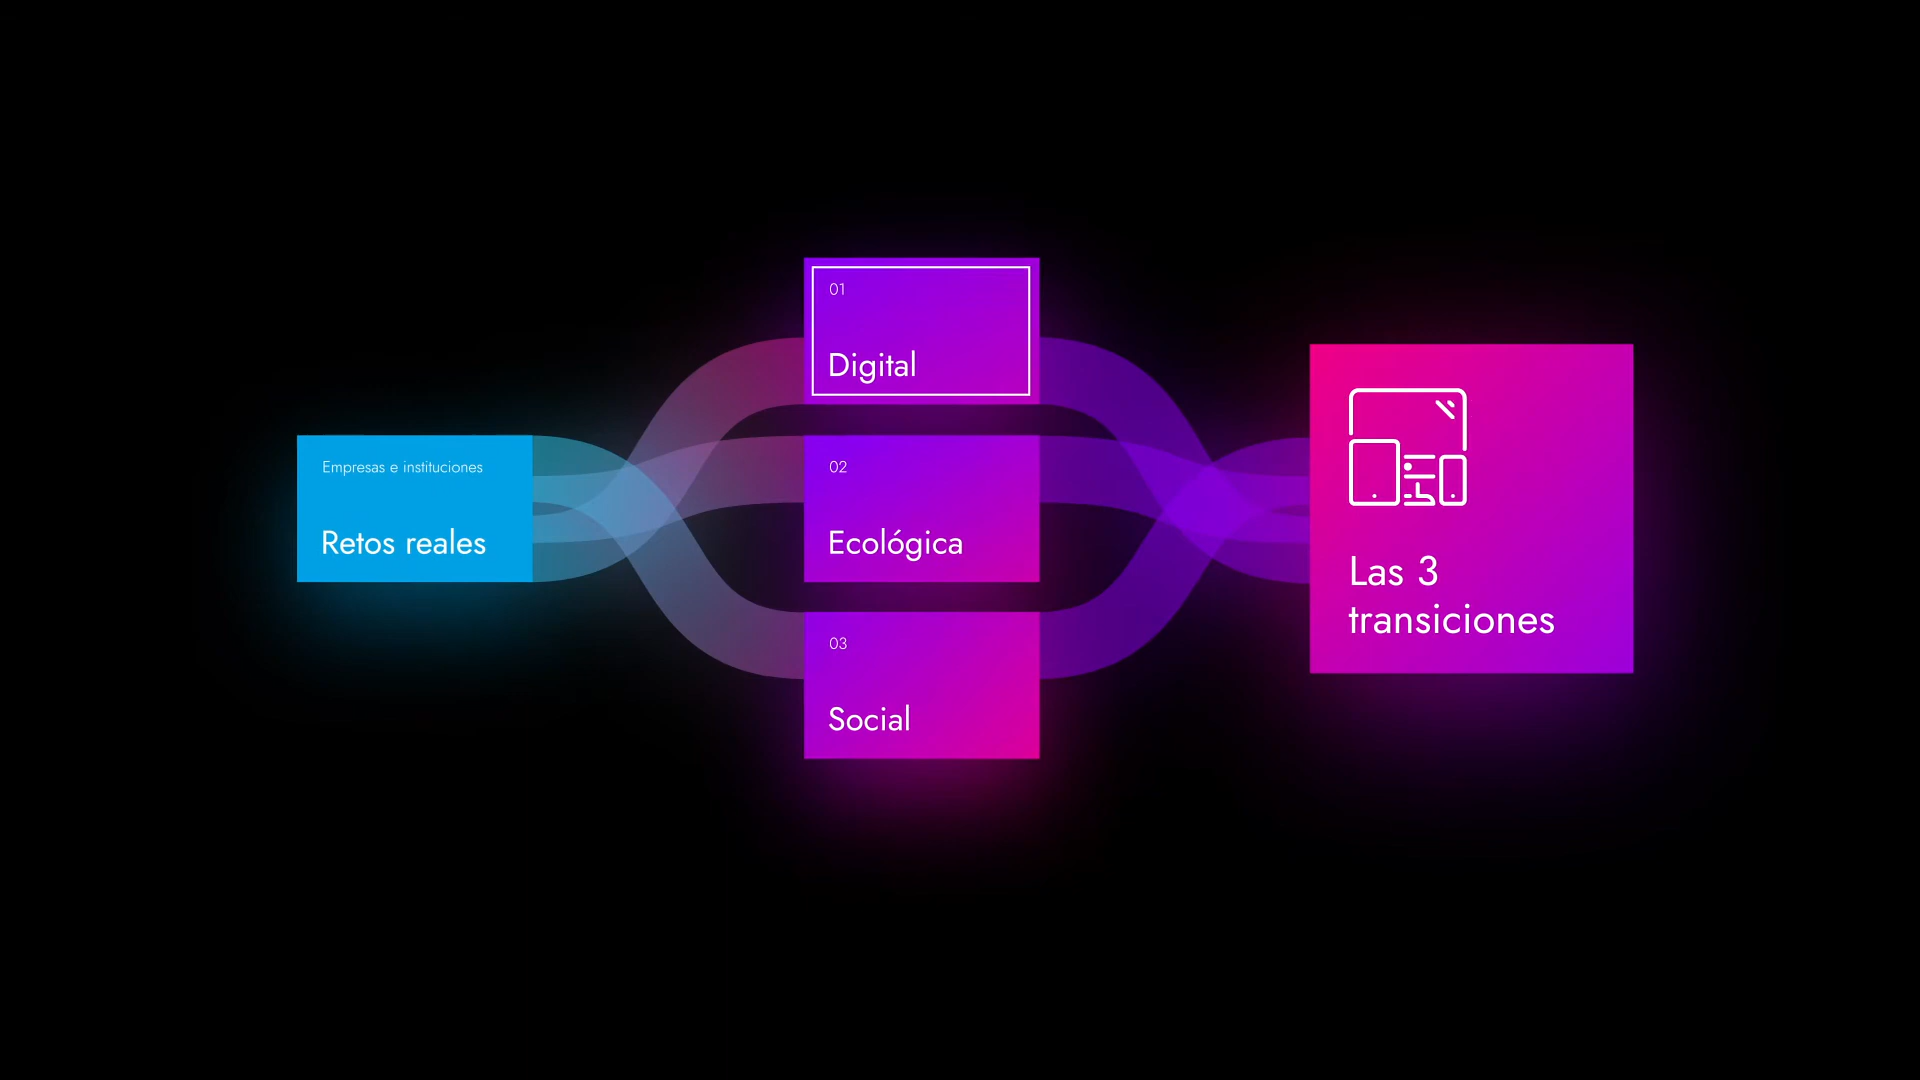 Empresas e instituciones
Retos reales
01
Digital
02
Ecológica
03
Social
Las 3
transiciones